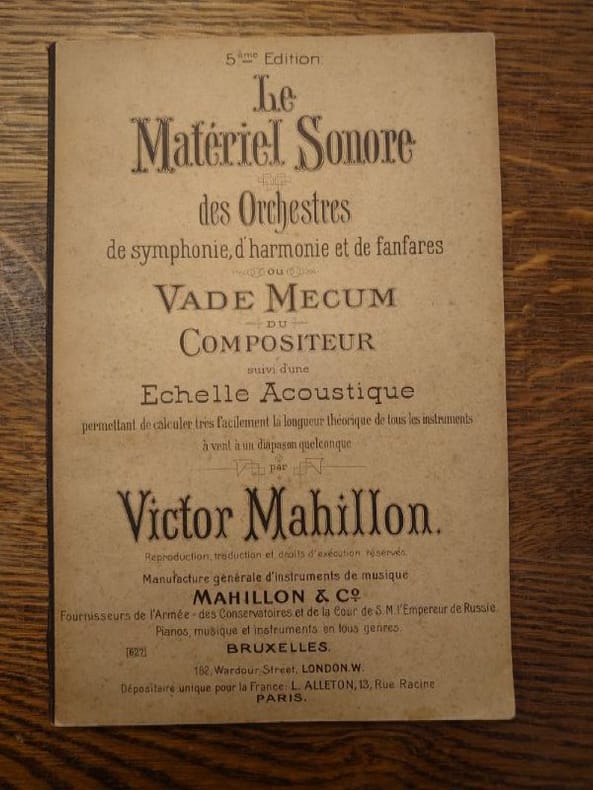 5ème Edition.
Le
Matériel Sonore
des Orchestres
de symphonie, d'harmonie et de fanfares
ou
VADE MECUM
DU
COMPOSITEUR
suivi d'une
Echelle Acoustique
permettant de calculer très facilement la longueur théorique de tous les instruments
à vent à un diapason quelconque
par
Victor Mahillon.
Reproduction, traduction et droits d'exécution réservés.
Manufacture générale d'instruments de musique
MAHILLON & Co
Fournisseurs de l'Armée - des Conservatoires et de la Cour de S.M. l'Empereur de Russie.
Pianos, musique et instruments en tous genres.
[627] BRUXELLES.
182, Wardour-Street, LONDON. W.
Dépositaire unique pour la France: L. ALLETON, 13, Rue Racine
PARIS.